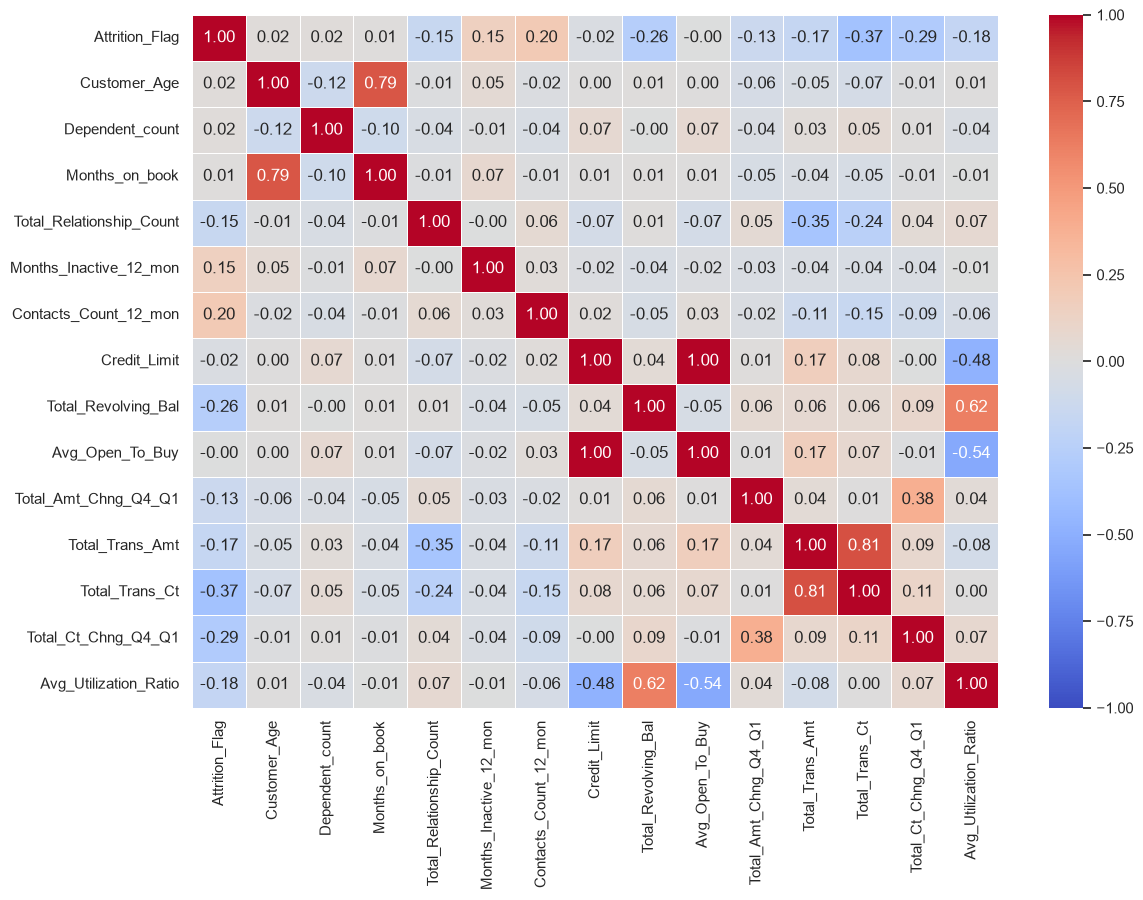 Attrition_Flag 1.00 0.02 0.02 0.01 -0.15 0.15 0.20 -0.02 -0.26 -0.00 -0.13 -0.17 -0.37 -0.29 -0.18
Customer_Age 0.02 1.00 -0.12 0.79 -0.01 0.05 -0.02 0.00 0.01 0.00 -0.06 -0.05 -0.07 -0.01 0.01
Dependent_count 0.02 -0.12 1.00 -0.10 -0.04 -0.01 -0.04 0.07 -0.00 0.07 -0.04 0.03 0.05 0.01 -0.04
Months_on_book 0.01 0.79 -0.10 1.00 -0.01 0.07 -0.01 0.01 0.01 0.01 -0.05 -0.04 -0.05 -0.01 -0.01
Total_Relationship_Count -0.15 -0.01 -0.04 -0.01 1.00 -0.00 0.06 -0.07 0.01 -0.07 0.05 -0.35 -0.24 0.04 0.07
Months_Inactive_12_mon 0.15 0.05 -0.01 0.07 -0.00 1.00 0.03 -0.02 -0.04 -0.02 -0.03 -0.04 -0.04 -0.04 -0.01
Contacts_Count_12_mon 0.20 -0.02 -0.04 -0.01 0.06 0.03 1.00 0.02 -0.05 0.03 -0.02 -0.11 -0.15 -0.09 -0.06
Credit_Limit -0.02 0.00 0.07 0.01 -0.07 -0.02 0.02 1.00 0.04 1.00 0.01 0.17 0.08 -0.00 -0.48
Total_Revolving_Bal -0.26 0.01 -0.00 0.01 0.01 -0.04 -0.05 0.04 1.00 -0.05 0.06 0.06 0.06 0.09 0.62
Avg_Open_To_Buy -0.00 0.00 0.07 0.01 -0.07 -0.02 0.03 1.00 -0.05 1.00 0.01 0.17 0.07 -0.01 -0.54
Total_Amt_Chng_Q4_Q1 -0.13 -0.06 -0.04 -0.05 0.05 -0.03 -0.02 0.01 0.06 0.01 1.00 0.04 0.01 0.38 0.04
Total_Trans_Amt -0.17 -0.05 0.03 -0.04 -0.35 -0.04 -0.11 0.17 0.06 0.17 0.04 1.00 0.81 0.09 -0.08
Total_Trans_Ct -0.37 -0.07 0.05 -0.05 -0.24 -0.04 -0.15 0.08 0.06 0.07 0.01 0.81 1.00 0.11 0.00
Total_Ct_Chng_Q4_Q1 -0.29 -0.01 0.01 -0.01 0.04 -0.04 -0.09 -0.00 0.09 -0.01 0.38 0.09 0.11 1.00 0.07
Avg_Utilization_Ratio -0.18 0.01 -0.04 -0.01 0.07 -0.01 -0.06 -0.48 0.62 -0.54 0.04 -0.08 0.00 0.07 1.00
Attrition_Flag
Customer_Age
Dependent_count
Months_on_book
Total_Relationship_Count
Months_Inactive_12_mon
Contacts_Count_12_mon
Credit_Limit
Total_Revolving_Bal
Avg_Open_To_Buy
Total_Amt_Chng_Q4_Q1
Total_Trans_Amt
Total_Trans_Ct
Total_Ct_Chng_Q4_Q1
Avg_Utilization_Ratio
1.00
0.75
0.50
0.25
0.00
−0.25
−0.50
−0.75
−1.00